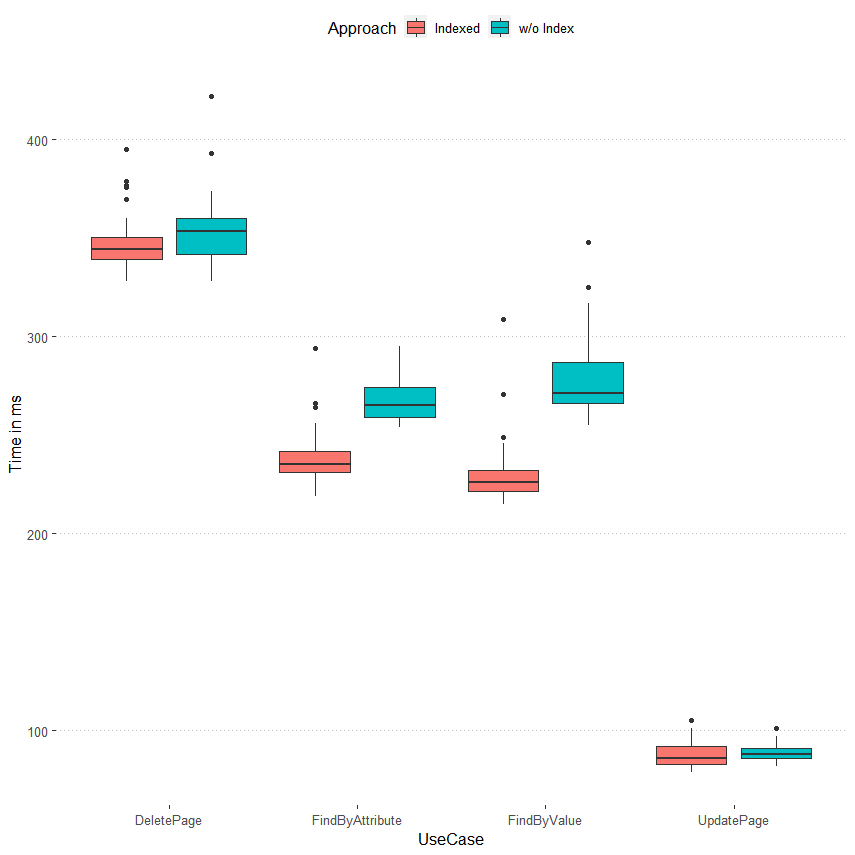 Approach Indexed w/o Index
400
300
200
100
Time in ms
DeletePage FindByAttribute FindByValue UpdatePage
UseCase